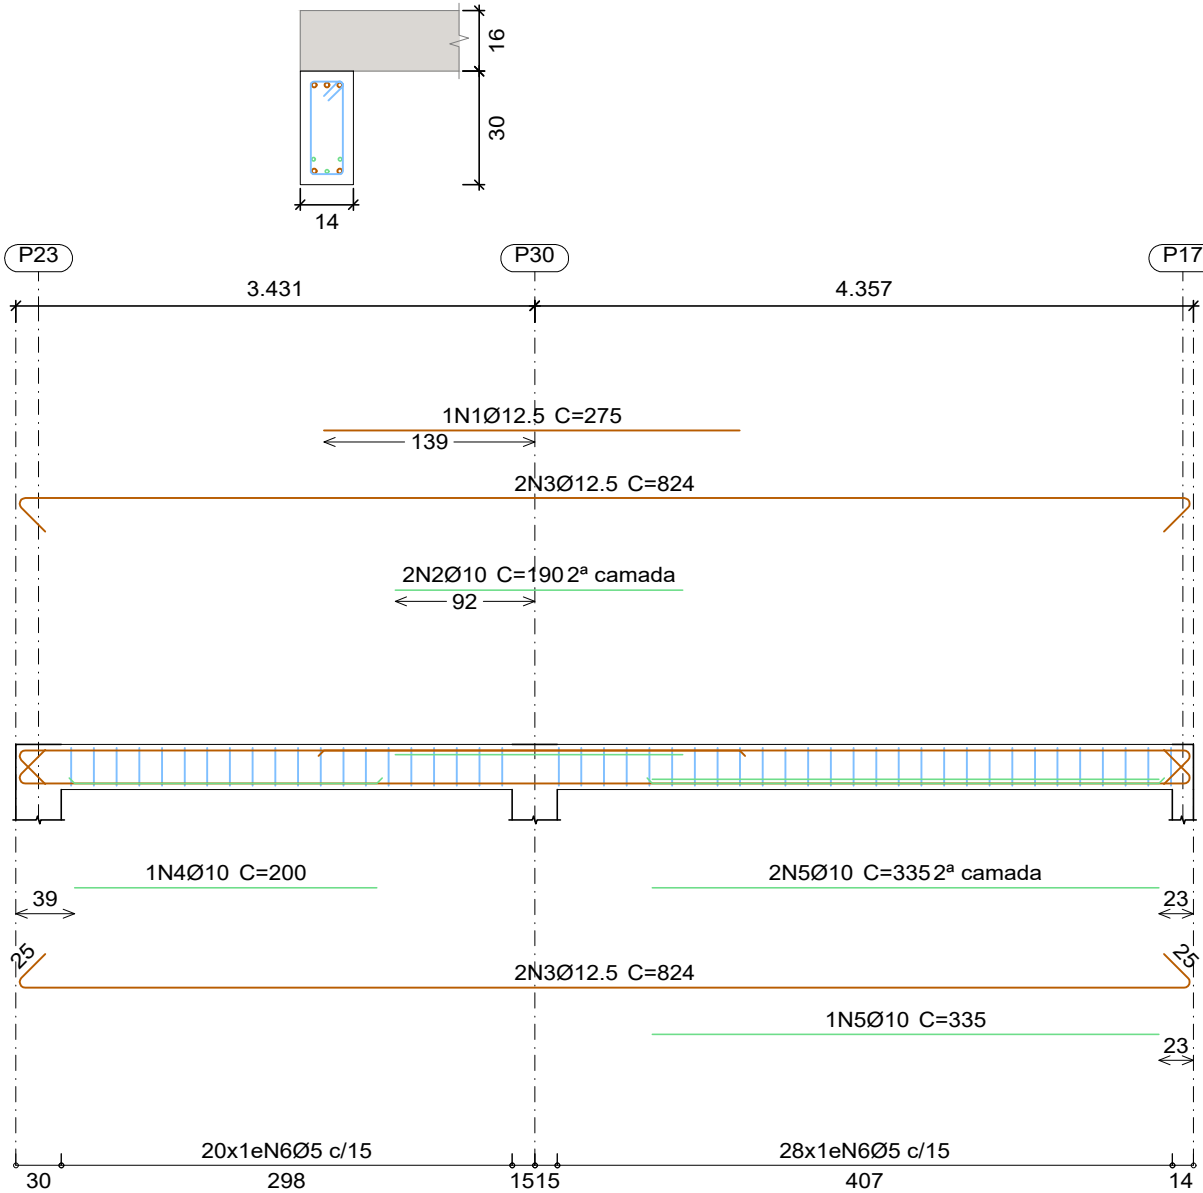 16
30
14
P23 P30 P17
3.431 4.357
1N1Ø12.5 C=275
139
2N3Ø12.5 C=824
2N2Ø10 C=190 2ª camada
92
1N4Ø10 C=200 2N5Ø10 C=335 2ª camada
39 23
25 25
2N3Ø12.5 C=824
1N5Ø10 C=335
23
20x1eN6Ø5 c/15 28x1eN6Ø5 c/15
30 298 15 15 407 14